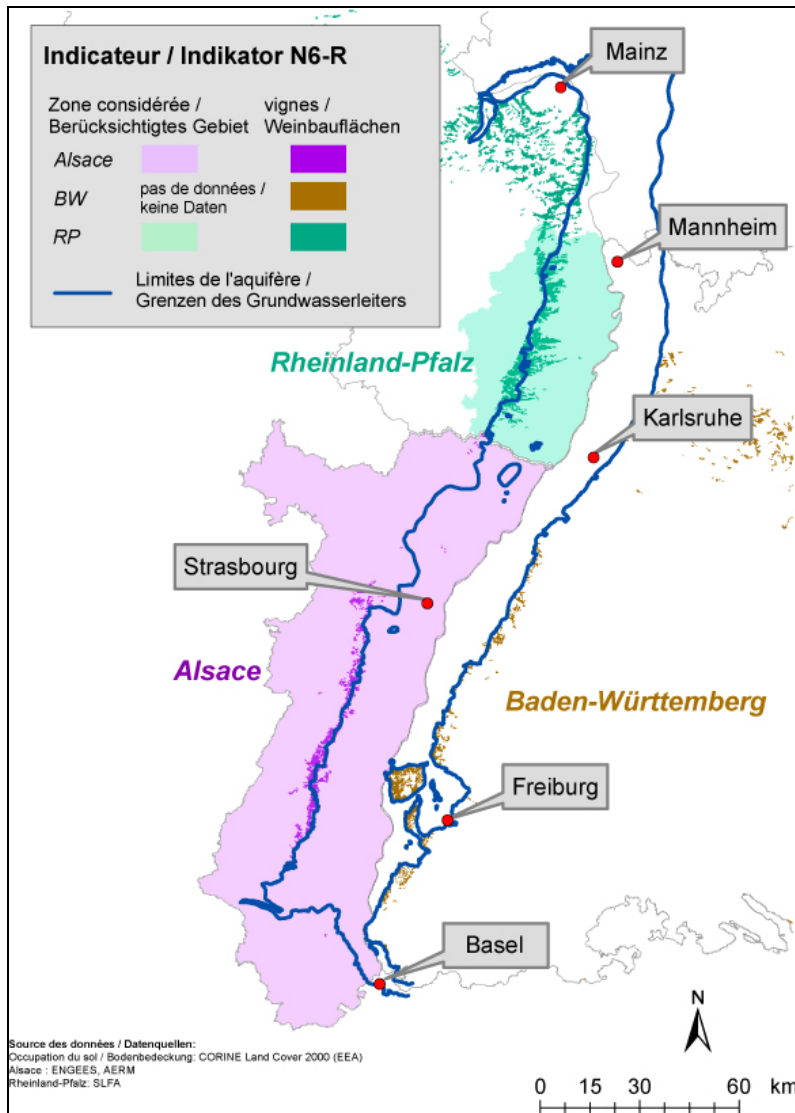 Indicateur / Indikator N6-R
Zone considérée /
Berücksichtigtes Gebiet
vignes /
Weinbauflächen
Alsace
BW
pas de données /
keine Daten
RP
Limites de l'aquifère /
Grenzen des Grundwasserleiters
Mainz
Mannheim
Rheinland-Pfalz
Karlsruhe
Strasbourg
Alsace
Baden-Württemberg
Freiburg
Basel
N
Source des données / Datenquellen:
Occupation du sol / Bodenbedeckung: CORINE Land Cover 2000 (EEA)
Alsace : ENGEES, AERM
Rheinland-Pfalz: SLFA
0 15 30 60 km